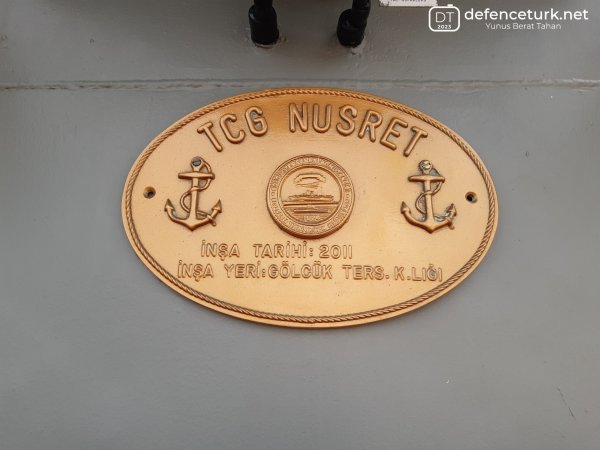 DT
2023
defenceturk.net
Yunus Berat Tahan
TCG NUSRET
İNŞA TARİHİ: 2011
İNŞA YERİ: GÖLCÜK TERS. K.LIĞI